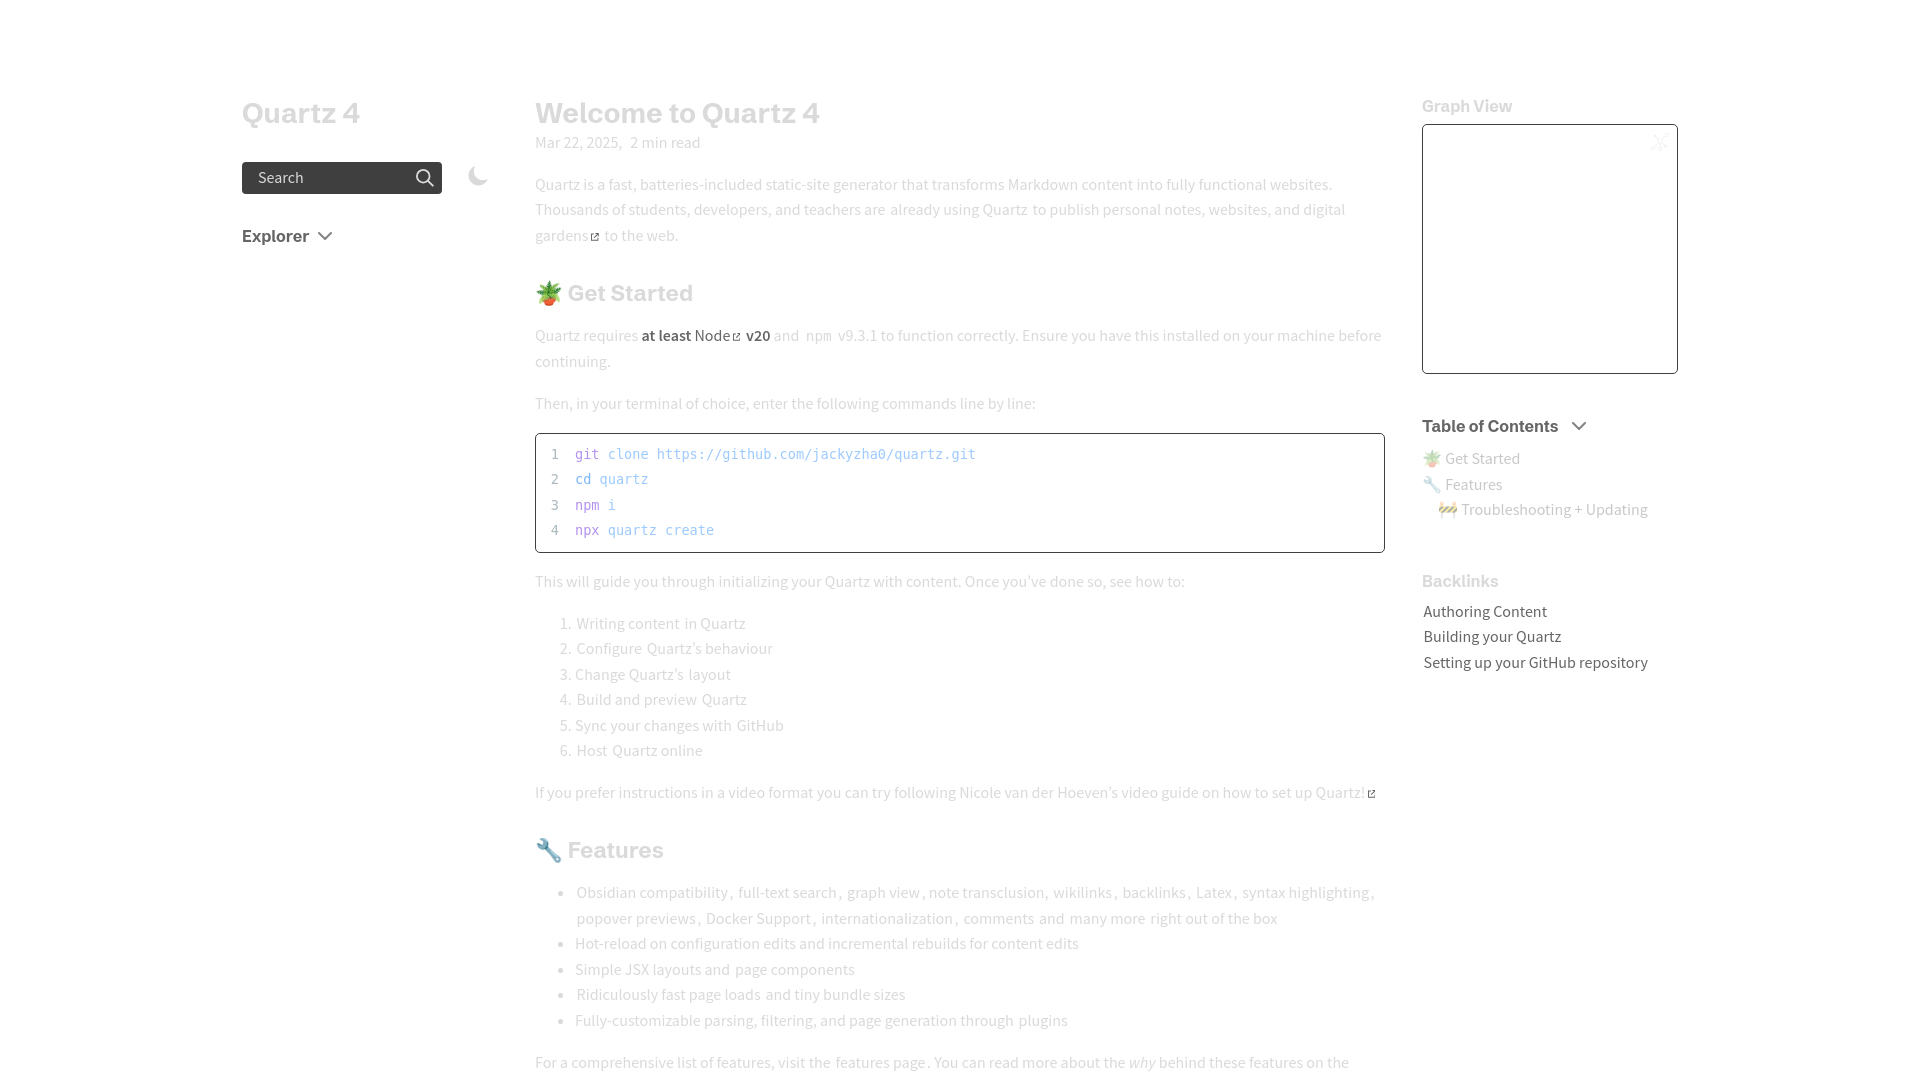 Quartz 4
Search
Explorer
Welcome to Quartz 4
Mar 22, 2025, 2 min read
Quartz is a fast, batteries-included static-site generator that transforms Markdown content into fully functional websites.
Thousands of students, developers, and teachers are already using Quartz to publish personal notes, websites, and digital
gardens to the web.
🪴 Get Started
Quartz requires at least Node v20 and npm v9.3.1 to function correctly. Ensure you have this installed on your machine before
continuing.
Then, in your terminal of choice, enter the following commands line by line:
1 git clone https://github.com/jackyzha0/quartz.git
2 cd quartz
3 npm i
4 npx quartz create
This will guide you through initializing your Quartz with content. Once you’ve done so, see how to:
1. Writing content in Quartz
2. Configure Quartz’s behaviour
3. Change Quartz’s layout
4. Build and preview Quartz
5. Sync your changes with GitHub
6. Host Quartz online
If you prefer instructions in a video format you can try following Nicole van der Hoeven’s video guide on how to set up Quartz!
🔧 Features
• Obsidian compatibility, full-text search, graph view, note transclusion, wikilinks, backlinks, Latex, syntax highlighting,
popover previews, Docker Support, internationalization, comments and many more right out of the box
• Hot-reload on configuration edits and incremental rebuilds for content edits
• Simple JSX layouts and page components
• Ridiculously fast page loads and tiny bundle sizes
• Fully-customizable parsing, filtering, and page generation through plugins
For a comprehensive list of features, visit the features page. You can read more about the why behind these features on the
Graph View
Table of Contents
🪴 Get Started
🔧 Features
🚧 Troubleshooting + Updating
Backlinks
Authoring Content
Building your Quartz
Setting up your GitHub repository